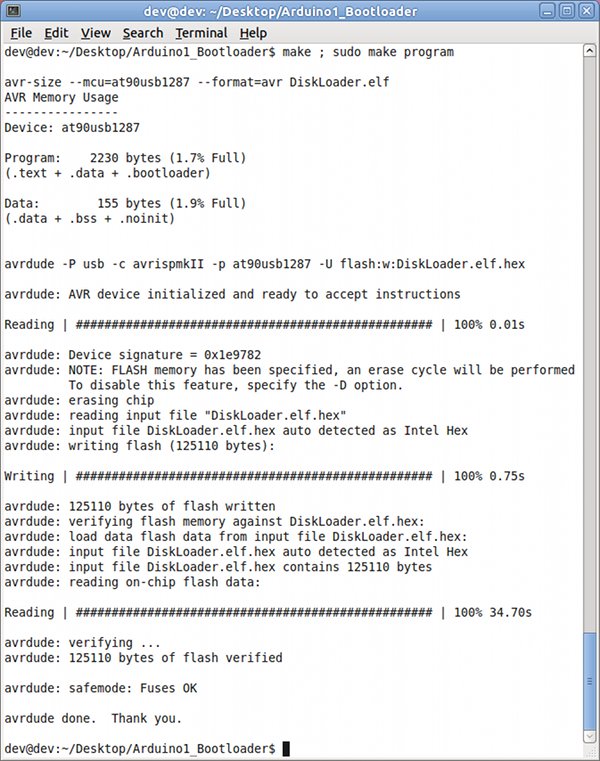 dev@dev: ~/Desktop/Arduino1_Bootloader
File Edit View Search Terminal Help
dev@dev:~/Desktop/Arduino1_Bootloader$ make ; sudo make program
avr-size --mcu=at90usb1287 --format=avr DiskLoader.elf
AVR Memory Usage
----------------
Device: at90usb1287
Program:    2230 bytes (1.7% Full)
(.text + .data + .bootloader)
Data:        155 bytes (1.9% Full)
(.data + .bss + .noinit)
avrdude -P usb -c avrispmkII -p at90usb1287 -U flash:w:DiskLoader.elf.hex
avrdude: AVR device initialized and ready to accept instructions
Reading | ################################################## | 100% 0.01s
avrdude: Device signature = 0x1e9782
avrdude: NOTE: FLASH memory has been specified, an erase cycle will be performed
         To disable this feature, specify the -D option.
avrdude: erasing chip
avrdude: reading input file "DiskLoader.elf.hex"
avrdude: input file DiskLoader.elf.hex auto detected as Intel Hex
avrdude: writing flash (125110 bytes):
Writing | ################################################## | 100% 0.75s
avrdude: 125110 bytes of flash written
avrdude: verifying flash memory against DiskLoader.elf.hex:
avrdude: load data flash data from input file DiskLoader.elf.hex:
avrdude: input file DiskLoader.elf.hex auto detected as Intel Hex
avrdude: input file DiskLoader.elf.hex contains 125110 bytes
avrdude: reading on-chip flash data:
Reading | ################################################## | 100% 34.70s
avrdude: verifying ...
avrdude: 125110 bytes of flash verified
avrdude: safemode: Fuses OK
avrdude done.  Thank you.
dev@dev:~/Desktop/Arduino1_Bootloader$